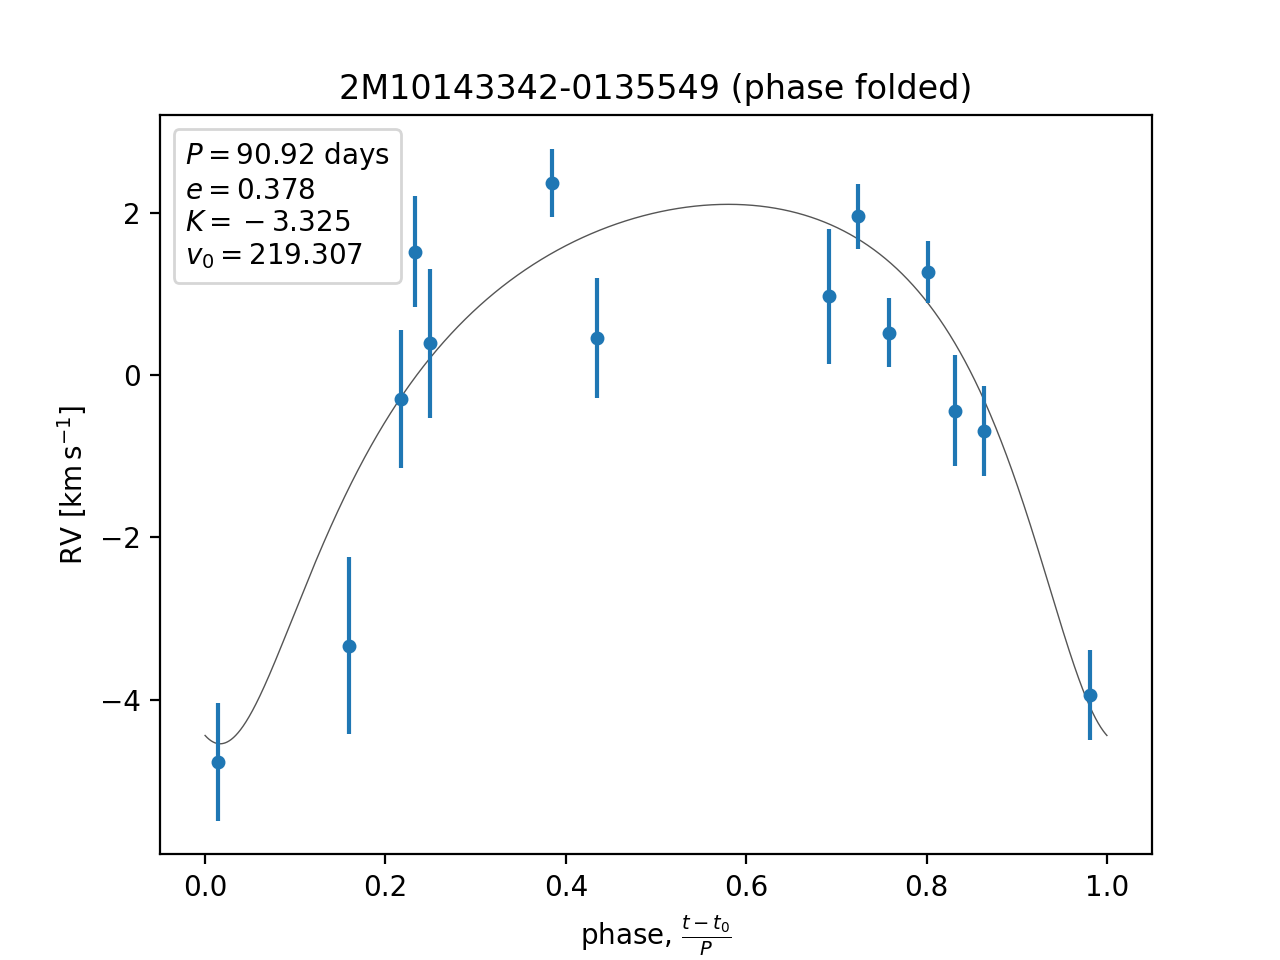 2M10143342-0135549 (phase folded)
P = 90.92 days
e = 0.378
K = −3.325
v₀ = 219.307
RV [km s⁻¹]
2
0
−2
−4
0.0 0.2 0.4 0.6 0.8 1.0
phase, (t − t₀)/P